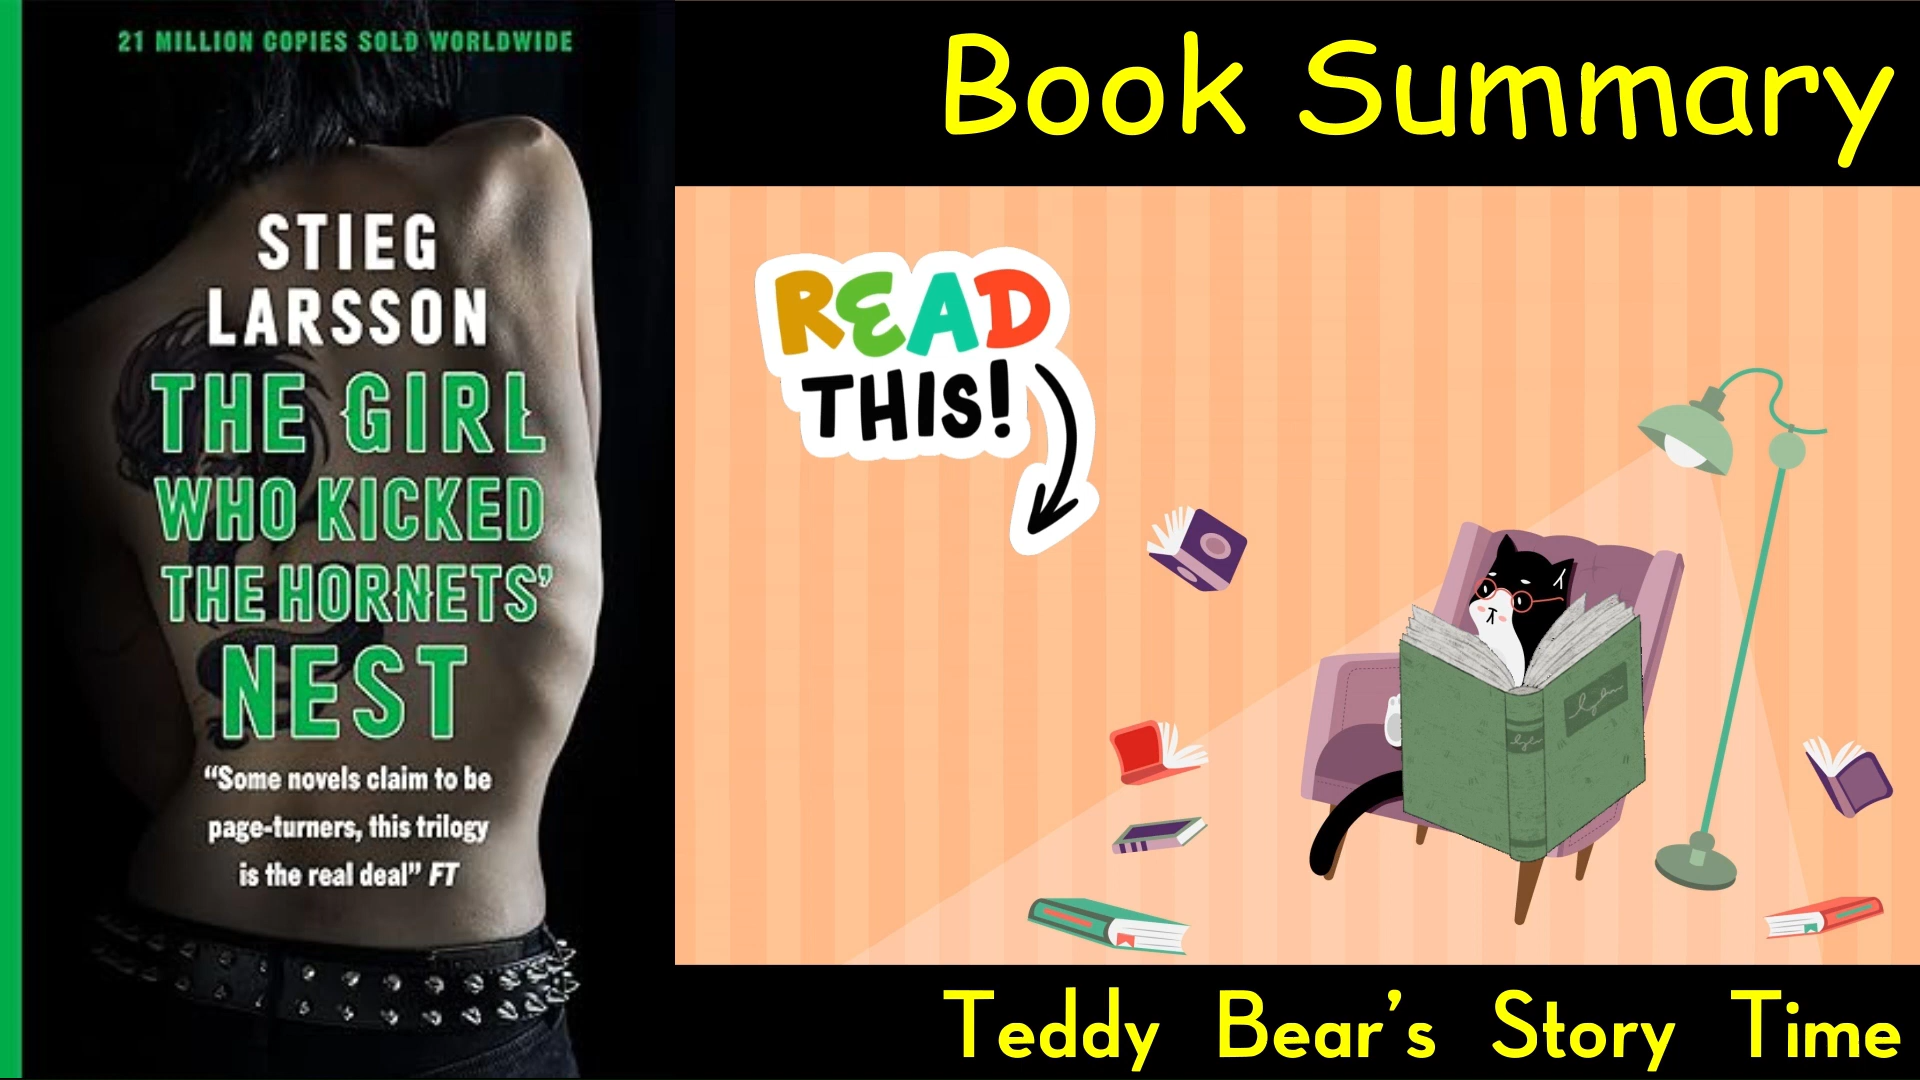 21 MILLION COPIES SOLD WORLDWIDE
STIEG
LARSSON
THE GIRL
WHO KICKED
THE HORNETS'
NEST
“Some novels claim to be
page-turners, this trilogy
is the real deal” FT
Book Summary
READ
THIS!
Teddy Bear’s Story Time